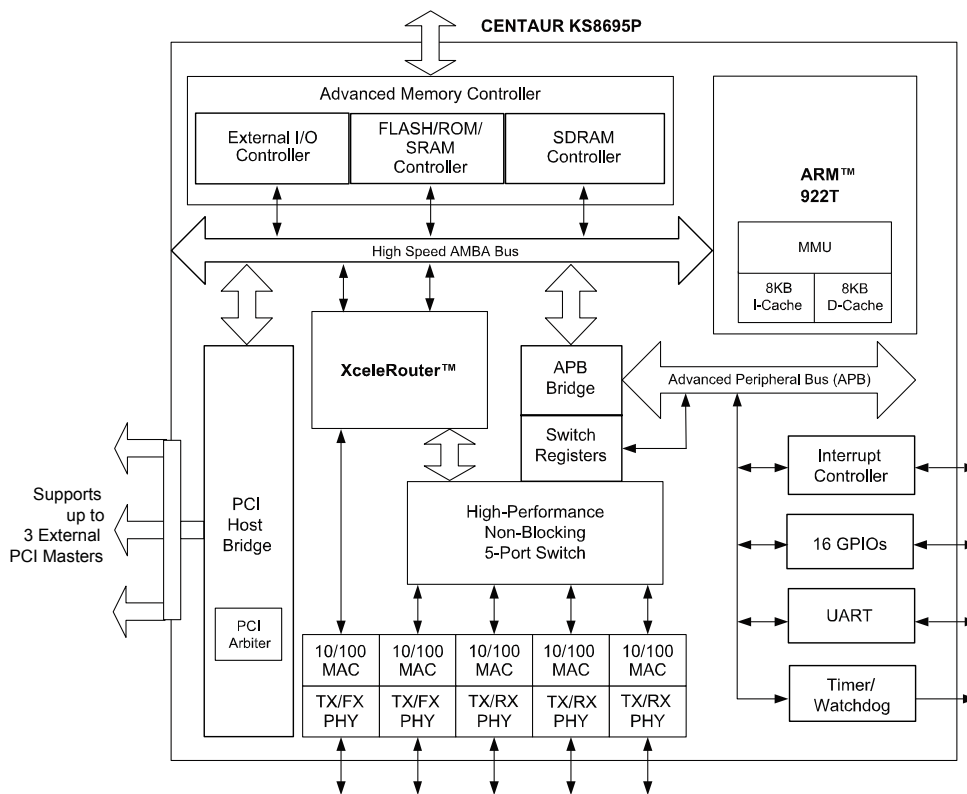 CENTAUR KS8695P
Advanced Memory Controller
External I/O
Controller
FLASH/ROM/
SRAM
Controller
SDRAM
Controller
ARM™
922T
MMU
8KB
I-Cache
8KB
D-Cache
High Speed AMBA Bus
XceleRouter™
APB
Bridge
Advanced Peripheral Bus (APB)
Switch
Registers
Interrupt
Controller
Supports
up to
3 External
PCI Masters
PCI
Host
Bridge
High-Performance
Non-Blocking
5-Port Switch
16 GPIOs
PCI
Arbiter
UART
10/100
MAC
10/100
MAC
10/100
MAC
10/100
MAC
10/100
MAC
TX/FX
PHY
TX/FX
PHY
TX/RX
PHY
TX/RX
PHY
TX/RX
PHY
Timer/
Watchdog